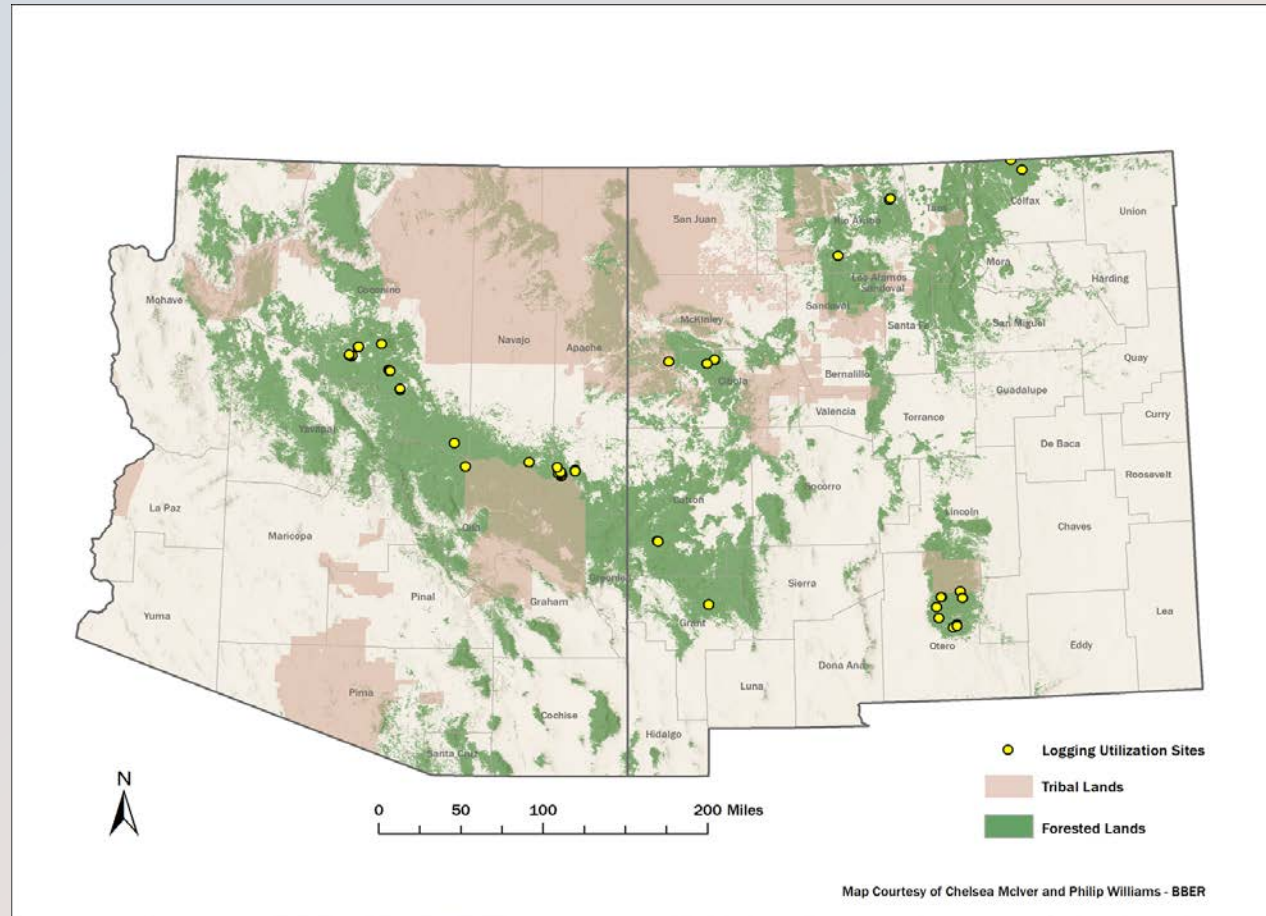 San Juan
Rio Arriba
Taos
Colfax
Union
Mora
Harding
Los Alamos
Sandoval
Sandoval
Santa Fe
San Miguel
Mohave
Coconino
Navajo
Apache
McKinley
Cibola
Bernalillo
Quay
Guadalupe
Valencia
Torrance
Curry
De Baca
Roosevelt
Yavapai
La Paz
Maricopa
Gila
Catron
Socorro
Lincoln
Chaves
Greenlee
Sierra
Yuma
Pinal
Graham
Grant
Lea
Otero
Eddy
Pima
Dona Ana
Luna
Cochise
Hidalgo
Santa Cruz
N
0 50 100 200 Miles
Logging Utilization Sites
Tribal Lands
Forested Lands
Map Courtesy of Chelsea McIver and Philip Williams - BBER